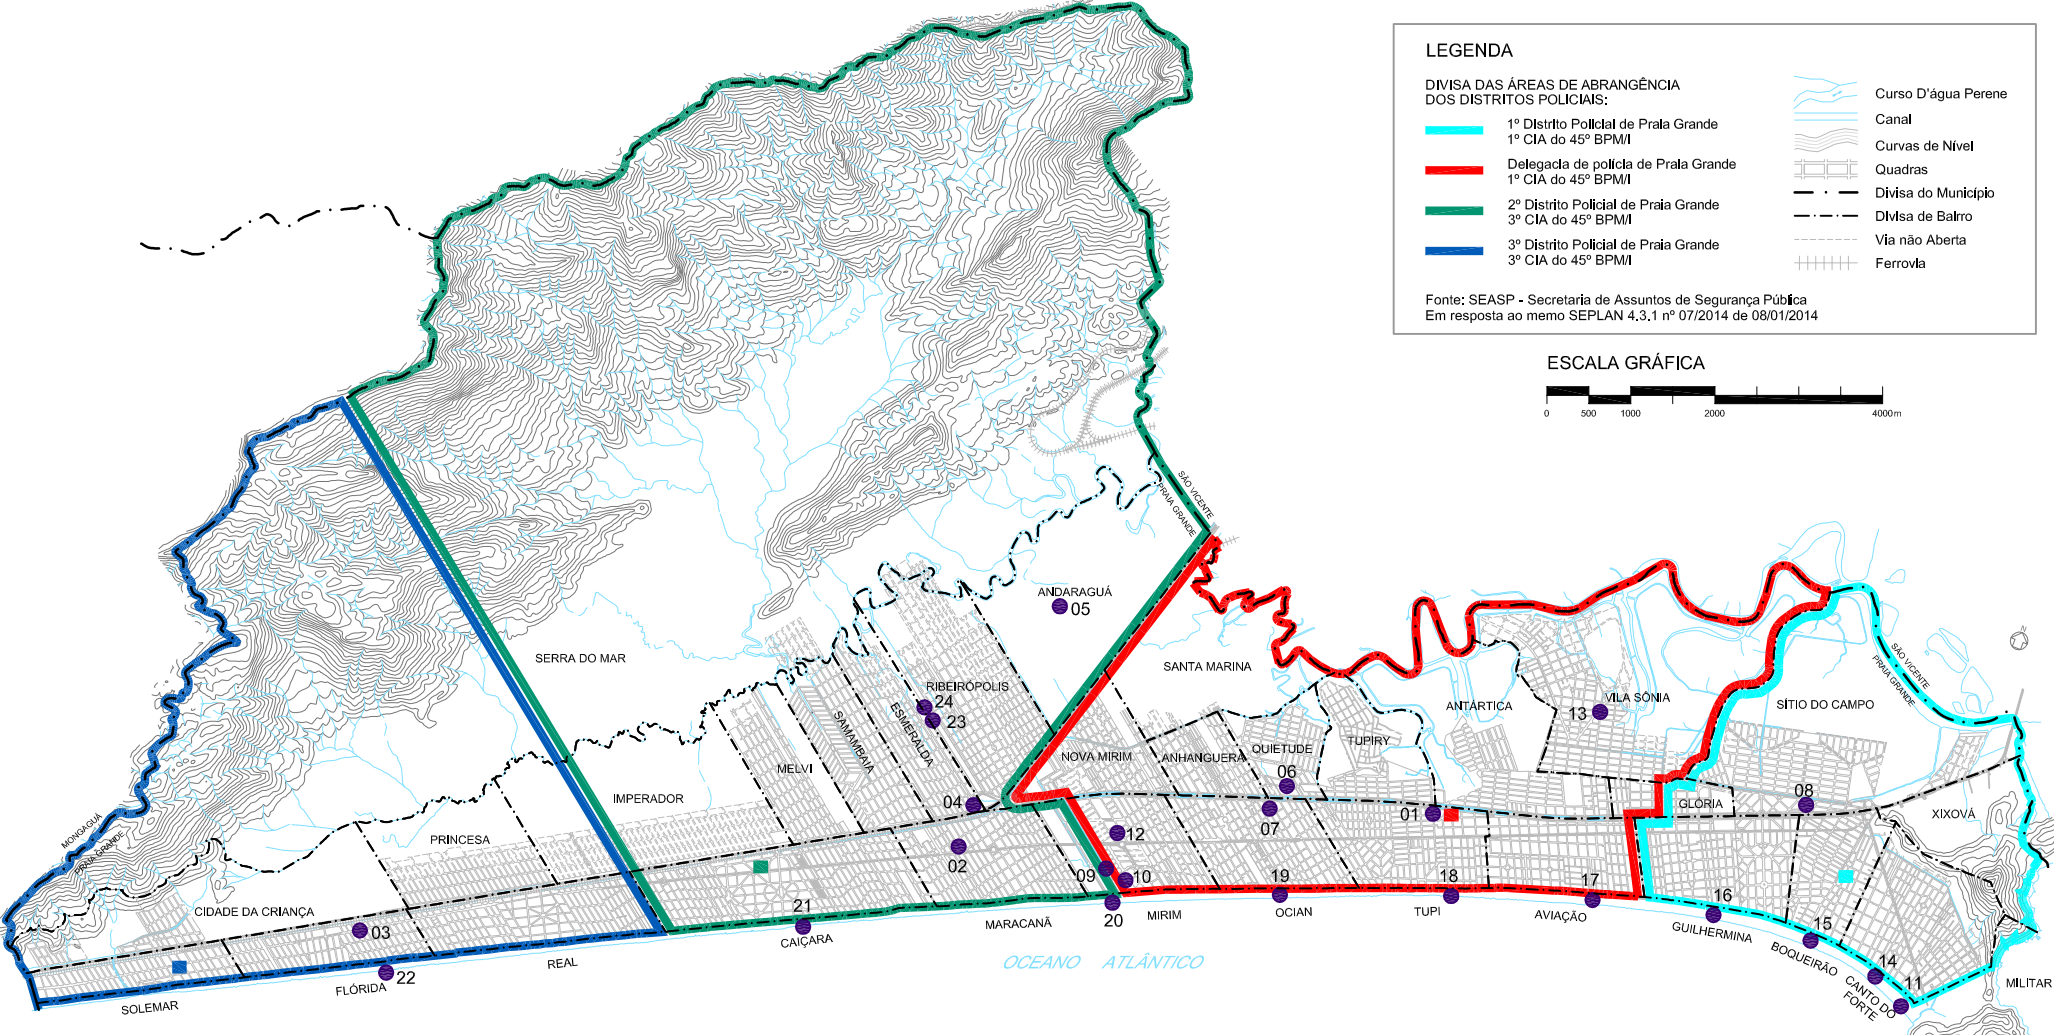 LEGENDA
DIVISA DAS ÁREAS DE ABRANGÊNCIA
DOS DISTRITOS POLICIAIS:
1º Distrito Policial de Praia Grande
1º CIA do 45º BPM/I
Delegacia de polícia de Praia Grande
1º CIA do 45º BPM/I
2º Distrito Policial de Praia Grande
3º CIA do 45º BPM/I
3º Distrito Policial de Praia Grande
3º CIA do 45º BPM/I
Curso D'água Perene
Canal
Curvas de Nível
Quadras
Divisa do Município
Divisa de Bairro
Via não Aberta
Ferrovia
Fonte: SEASP - Secretaria de Assuntos de Segurança Pública
Em resposta ao memo SEPLAN 4.3.1 nº 07/2014 de 08/01/2014
ESCALA GRÁFICA
0 500 1000 2000 4000m
SÃO VICENTE
PRAIA GRANDE
ANDARAGUÁ
05
SERRA DO MAR
SANTA MARINA
SÃO VICENTE
PRAIA GRANDE
RIBEIRÓPOLIS
24
23
ESMERALDA
SAMAMBAIA
MELVI
IMPERADOR
PRINCESA
MONGAGUÁ
PRAIA GRANDE
CIDADE DA CRIANÇA
NOVA MIRIM
ANHANGUERA
QUIETUDE
06
TUPIRY
ANTÁRTICA
VILA SÔNIA
13
SÍTIO DO CAMPO
GLÓRIA
08
XIXOVÁ
04
02
12
07
01
09
10
03
22
21
20
19
18
17
16
15
14
11
SOLEMAR
FLÓRIDA
REAL
CAIÇARA
MARACANÃ
MIRIM
OCIAN
TUPI
AVIAÇÃO
GUILHERMINA
BOQUEIRÃO
CANTO DO
FORTE
MILITAR
OCEANO ATLÂNTICO
N